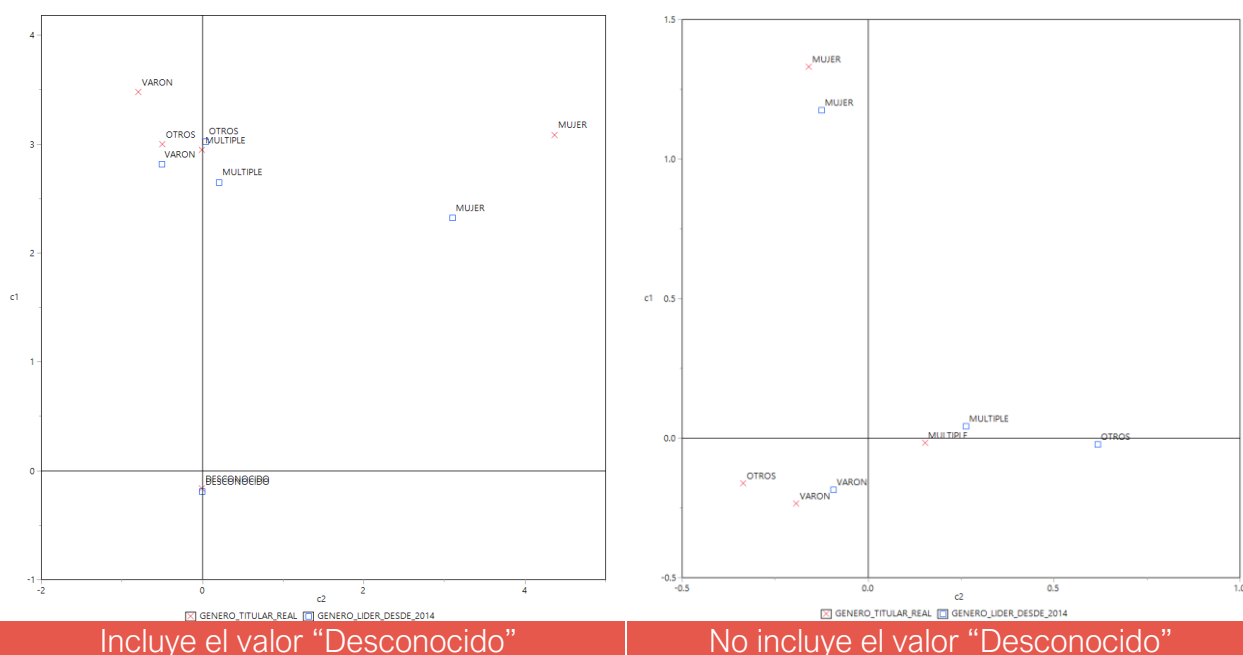 4
VARON
MUJER
OTROS
OTROS
MULTIPLE
3
VARON
MULTIPLE
MUJER
2
c1
1
0
DESCONOCIDO
DESCONOCIDO
-1
-2
0
2
4
c2
GENERO_TITULAR_REAL GENERO_LIDER_DESDE_2014
Incluye el valor “Desconocido”
1.5
MUJER
MUJER
1.0
c1
0.5
MULTIPLE
MULTIPLE
OTROS
0.0
OTROS
VARON
VARON
-0.5
-0.5
0.0
0.5
1.0
c2
GENERO_TITULAR_REAL GENERO_LIDER_DESDE_2014
No incluye el valor “Desconocido”